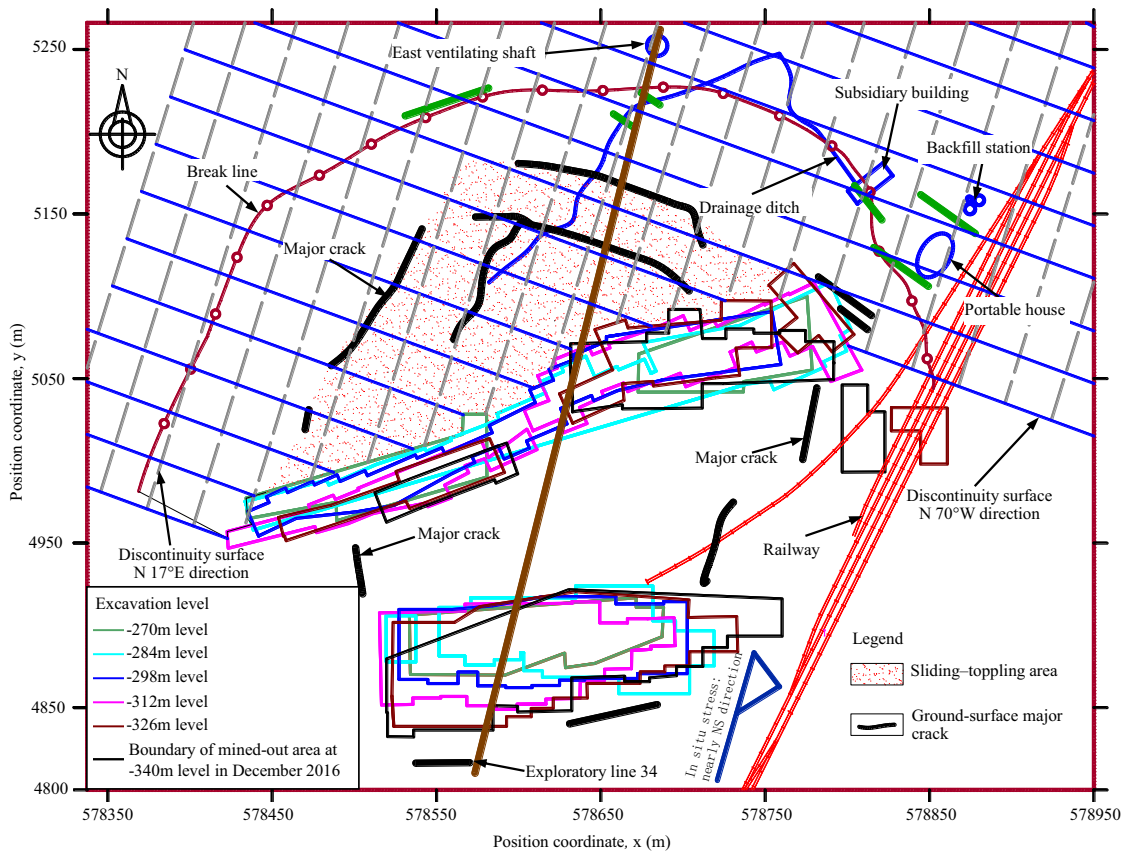 5250
5150
5050
4950
4850
4800
Position coordinate, y (m)
N
East ventilating shaft
Subsidiary building
Backfill station
Break line
Drainage ditch
Major crack
Portable house
Major crack
Discontinuity surface
N 70°W direction
Major crack
Railway
Discontinuity surface
N 17°E direction
Excavation level
-270m level
-284m level
-298m level
-312m level
-326m level
Boundary of mined-out area at
-340m level in December 2016
Legend
Sliding–toppling area
Ground-surface major
crack
In situ stress:
nearly NS direction
Exploratory line 34
578350
578450
578550
578650
578750
578850
578950
Position coordinate, x (m)